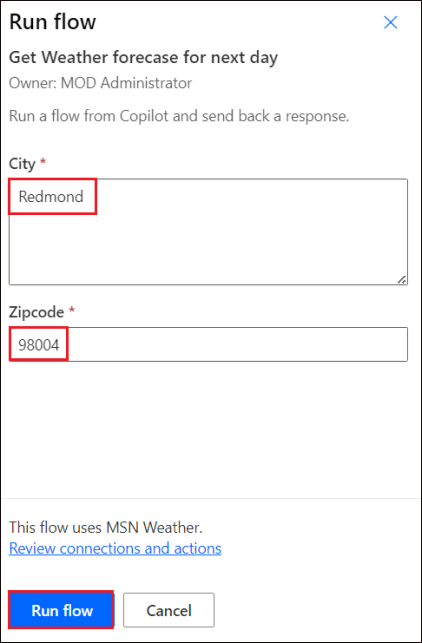 Run flow
Get Weather forecase for next day
Owner: MOD Administrator
Run a flow from Copilot and send back a response.
City *
Redmond
Zipcode *
98004
This flow uses MSN Weather.
Review connections and actions
Run flow
Cancel